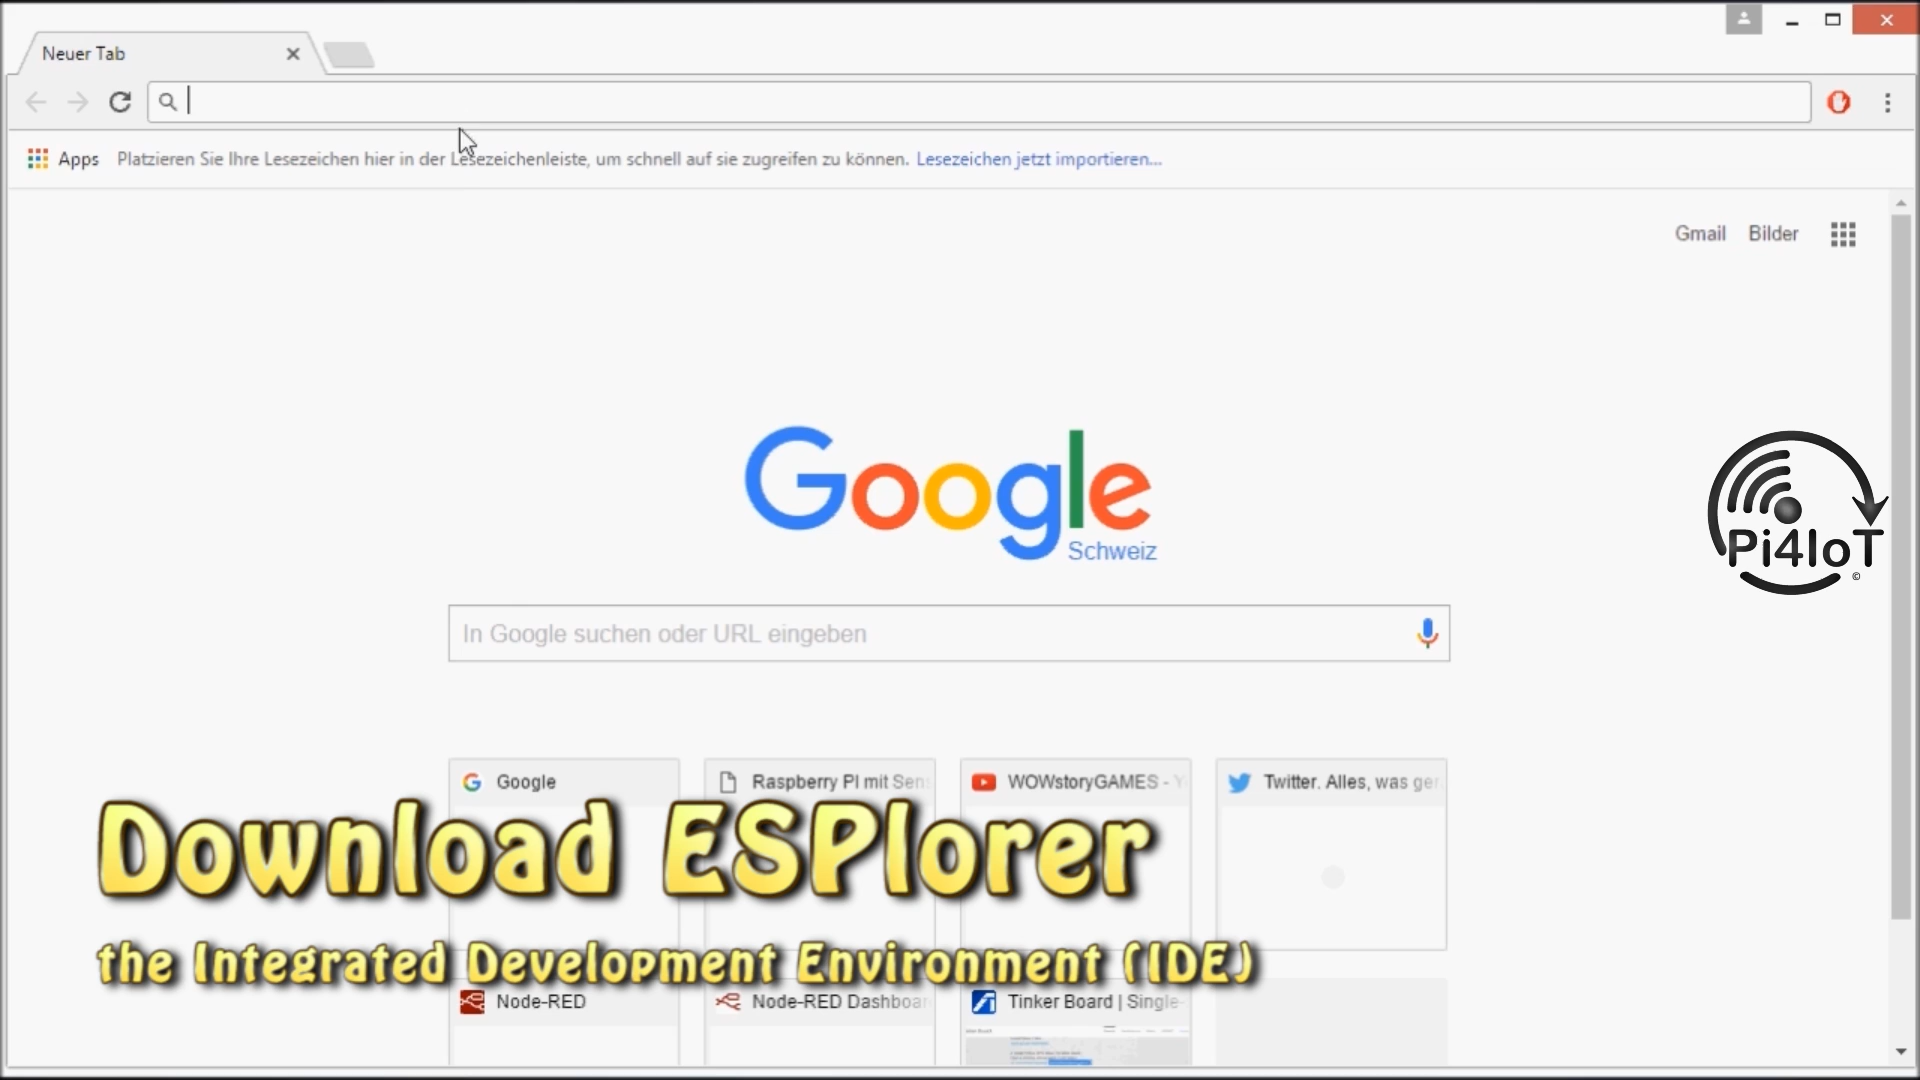 Neuer Tab
Apps Platzieren Sie Ihre Lesezeichen hier in der Lesezeichenleiste, um schnell auf sie zugreifen zu können. Lesezeichen jetzt importieren...
Gmail Bilder
Google
Schweiz
Pi4IoT
©
In Google suchen oder URL eingeben
Google Raspberry PI mit Sen WOWstoryGAMES - Y Twitter. Alles, was ger
Download ESPlorer
the Integrated Development Environment (IDE)
Node-RED Node-RED Dashboar Tinker Board | Single-